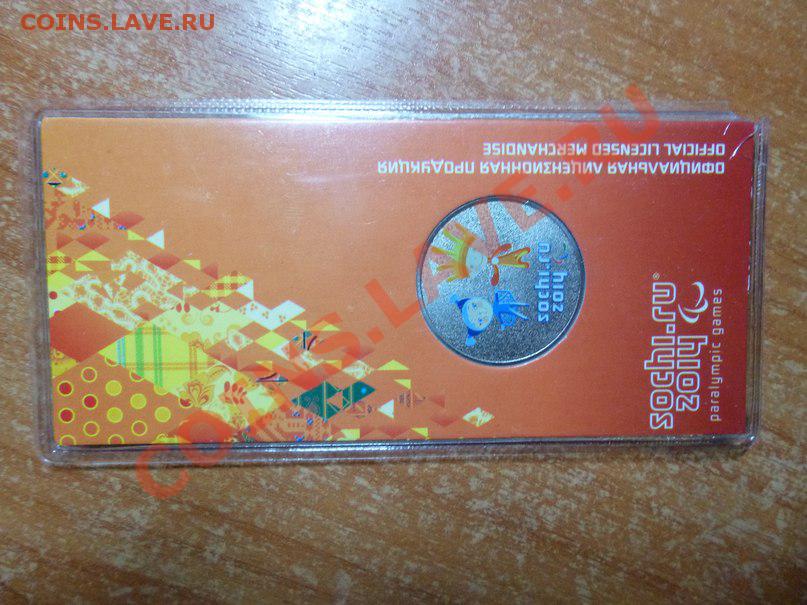 COINS.LAVE.RU
ОФИЦИАЛЬНАЯ ЛИЦЕНЗИОННАЯ ПРОДУКЦИЯ
OFFICIAL LICENSED MERCHANDISE
sochi.ru
2014
sochi.ru®
2014
paralympic games
COINS.LAVE.RU